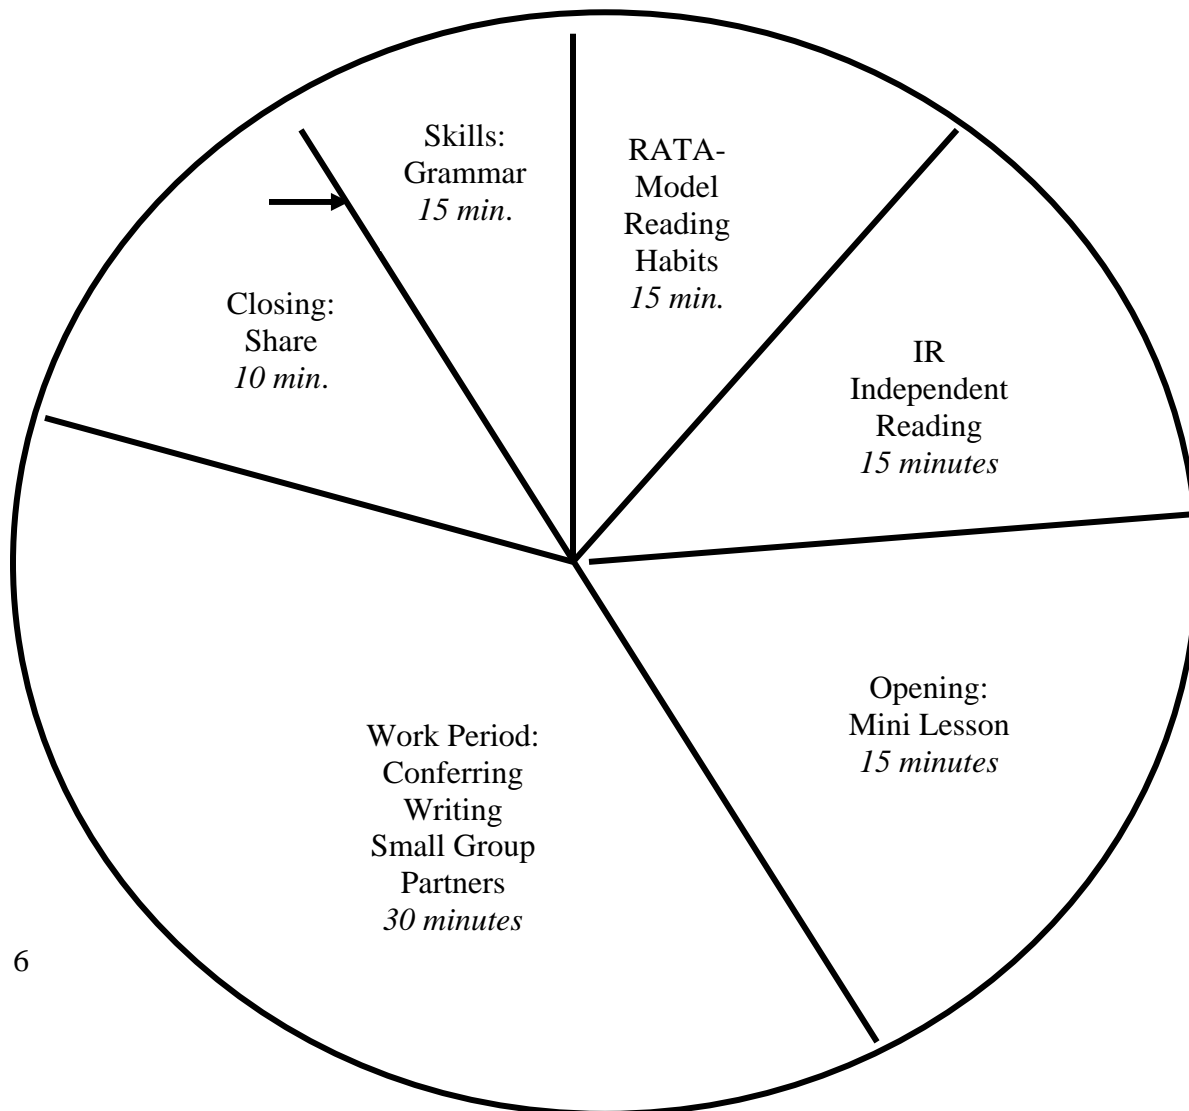 Skills:
Grammar
15 min.
RATA-
Model
Reading
Habits
15 min.
IR
Independent
Reading
15 minutes
Opening:
Mini Lesson
15 minutes
Work Period:
Conferring
Writing
Small Group
Partners
30 minutes
Closing:
Share
10 min.
6